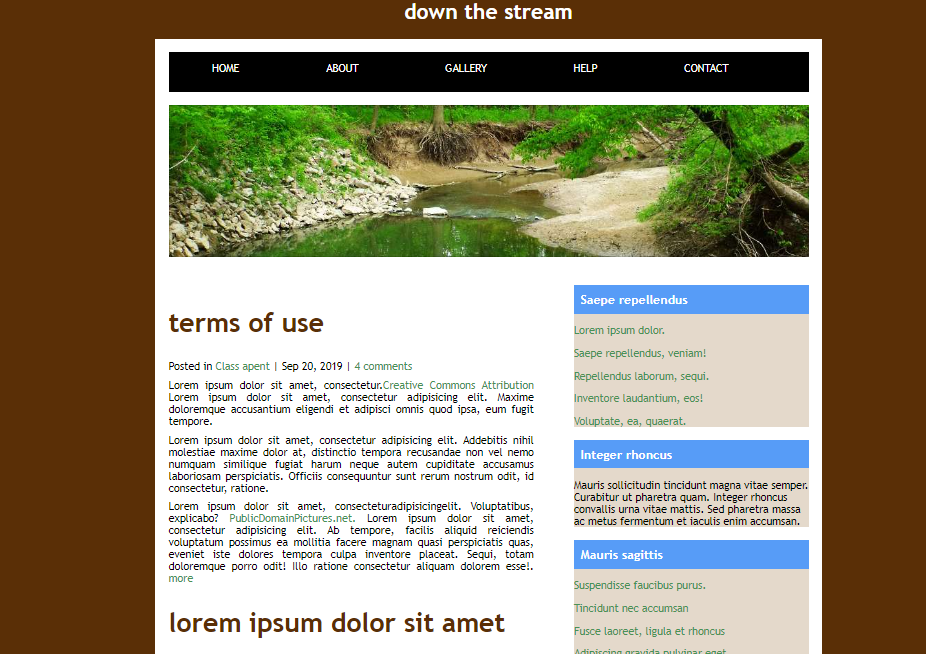 down the stream
HOME ABOUT GALLERY HELP CONTACT
terms of use
Posted in Class apent | Sep 20, 2019 | 4 comments
Lorem ipsum dolor sit amet, consectetur.Creative Commons Attribution
Lorem ipsum dolor sit amet, consectetur adipisicing elit. Maxime
doloremque accusantium eligendi et adipisci omnis quod ipsa, eum fugit
tempore.
Lorem ipsum dolor sit amet, consectetur adipisicing elit. Addebitis nihil
molestiae maxime dolor at, distinctio tempora recusandae non vel nemo
numquam similique fugiat harum neque autem cupiditate accusamus
laboriosam perspiciatis. Officiis consequuntur sunt rerum nostrum odit, id
consectetur, ratione.
Lorem ipsum dolor sit amet, consecteturadipisicingelit. Voluptatibus,
explicabo? PublicDomainPictures.net. Lorem ipsum dolor sit amet,
consectetur adipisicing elit. Ab tempore, facilis aliquid reiciendis
voluptatum possimus ea mollitia facere magnam quasi perspiciatis quas,
eveniet iste dolores tempora culpa inventore placeat. Sequi, totam
doloremque porro odit! Illo ratione consectetur aliquam dolorem esse!.
more
lorem ipsum dolor sit amet
Saepe repellendus
Lorem ipsum dolor.
Saepe repellendus, veniam!
Repellendus laborum, sequi.
Inventore laudantium, eos!
Voluptate, ea, quaerat.
Integer rhoncus
Mauris sollicitudin tincidunt magna vitae semper.
Curabitur ut pharetra quam. Integer rhoncus
convallis urna vitae mattis. Sed pharetra massa
ac metus fermentum et iaculis enim accumsan.
Mauris sagittis
Suspendisse faucibus purus.
Tincidunt nec accumsan
Fusce laoreet, ligula et rhoncus
Adipiscing gravida pulvinar eget